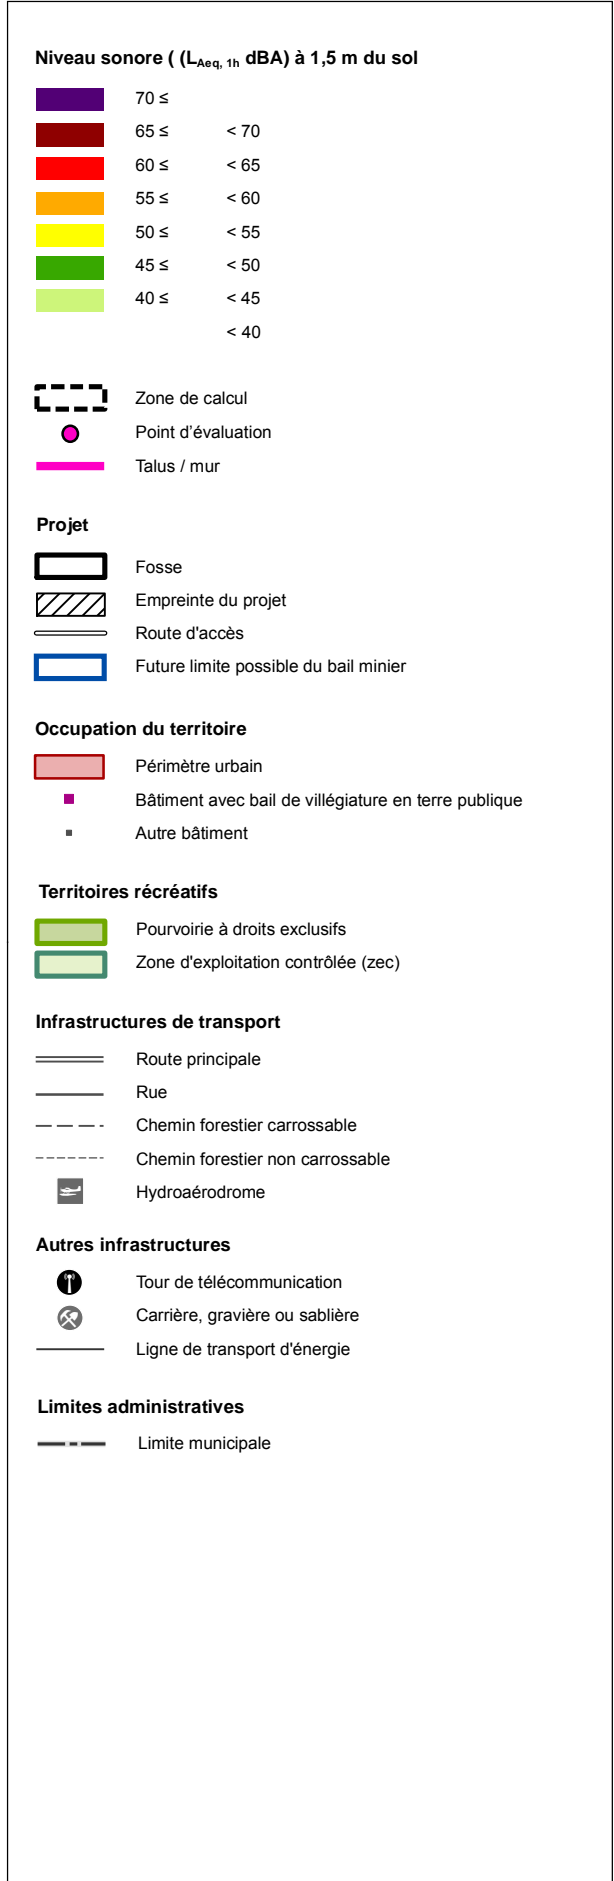 Niveau sonore ( (LAeq, 1h dBA) à 1,5 m du sol
70 ≤
65 ≤ < 70
60 ≤ < 65
55 ≤ < 60
50 ≤ < 55
45 ≤ < 50
40 ≤ < 45
< 40
Zone de calcul
Point d’évaluation
Talus / mur
Projet
Fosse
Empreinte du projet
Route d'accès
Future limite possible du bail minier
Occupation du territoire
Périmètre urbain
Bâtiment avec bail de villégiature en terre publique
Autre bâtiment
Territoires récréatifs
Pourvoirie à droits exclusifs
Zone d'exploitation contrôlée (zec)
Infrastructures de transport
Route principale
Rue
Chemin forestier carrossable
Chemin forestier non carrossable
Hydroaérodrome
Autres infrastructures
Tour de télécommunication
Carrière, gravière ou sablière
Ligne de transport d'énergie
Limites administratives
Limite municipale